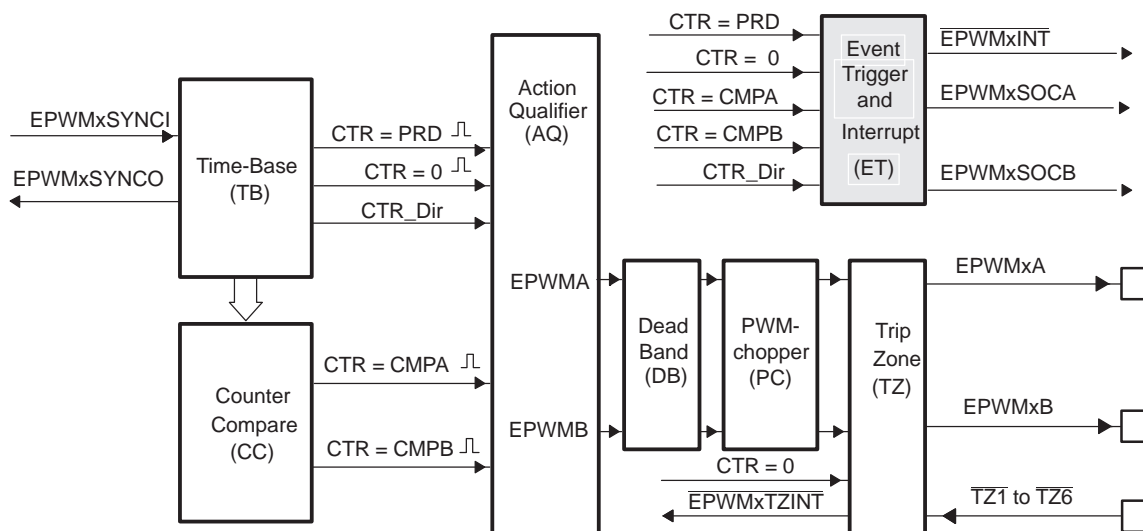 EPWMxSYNCI
EPWMxSYNCO
Time-Base
(TB)
CTR = PRD
CTR = 0
CTR_Dir
Counter
Compare
(CC)
CTR = CMPA
CTR = CMPB
Action
Qualifier
(AQ)
EPWMA
EPWMB
CTR = PRD
CTR = 0
CTR = CMPA
CTR = CMPB
CTR_Dir
Event
Trigger
and
Interrupt
(ET)
EPWMxINT
EPWMxSOCA
EPWMxSOCB
Dead
Band
(DB)
PWM-
chopper
(PC)
Trip
Zone
(TZ)
CTR = 0
EPWMxTZINT
EPWMxA
EPWMxB
TZ1 to TZ6